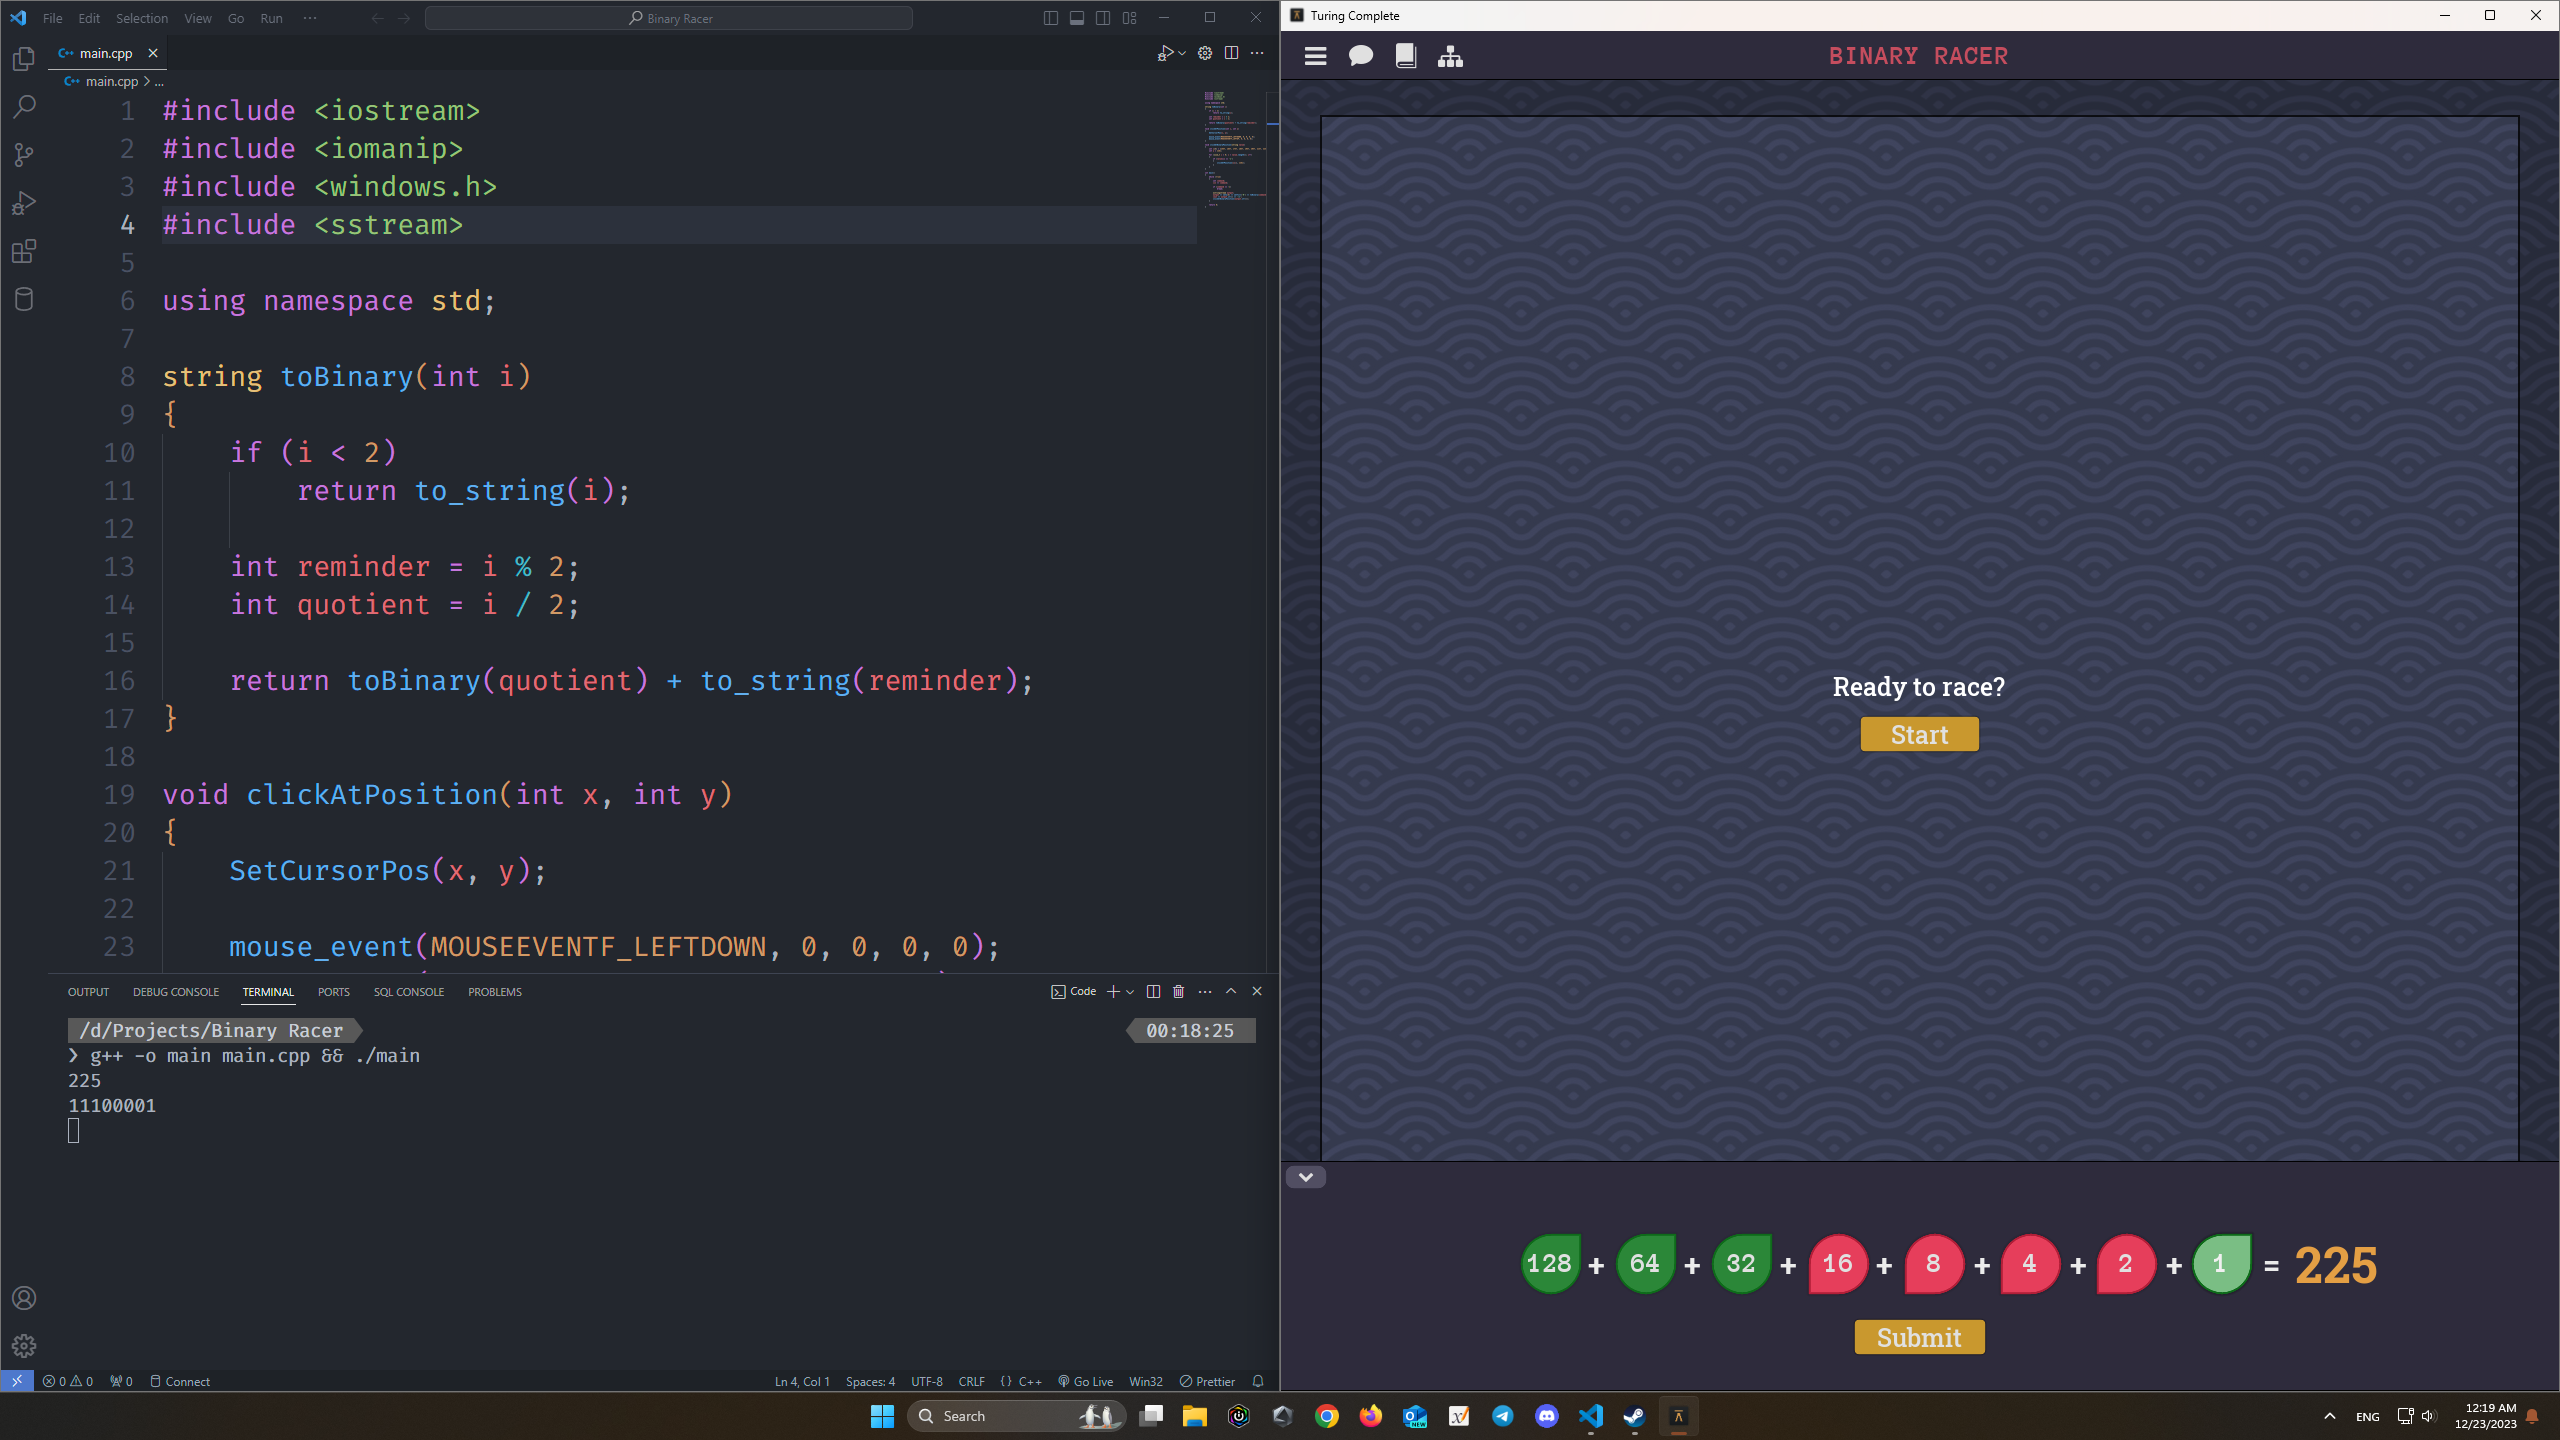 File Edit Selection View Go Run ··· Binary Racer
main.cpp
main.cpp > ...
1 #include <iostream>
2 #include <iomanip>
3 #include <windows.h>
4 #include <sstream>
5
6 using namespace std;
7
8 string toBinary(int i)
9 {
10 if (i < 2)
11 return to_string(i);
12
13 int reminder = i % 2;
14 int quotient = i / 2;
15
16 return toBinary(quotient) + to_string(reminder);
17 }
18
19 void clickAtPosition(int x, int y)
20 {
21 SetCursorPos(x, y);
22
23 mouse_event(MOUSEEVENTF_LEFTDOWN, 0, 0, 0, 0);
OUTPUT DEBUG CONSOLE TERMINAL PORTS SQL CONSOLE PROBLEMS Code
/d/Projects/Binary Racer 00:18:25
❯ g++ -o main main.cpp && ./main
225
11100001
0 0 0 Connect Ln 4, Col 1 Spaces: 4 UTF-8 CRLF {} C++ Go Live Win32 Prettier
Turing Complete
BINARY RACER
Ready to race?
Start
128 + 64 + 32 + 16 + 8 + 4 + 2 + 1 = 225
Submit
Search
ENG
12:19 AM
12/23/2023